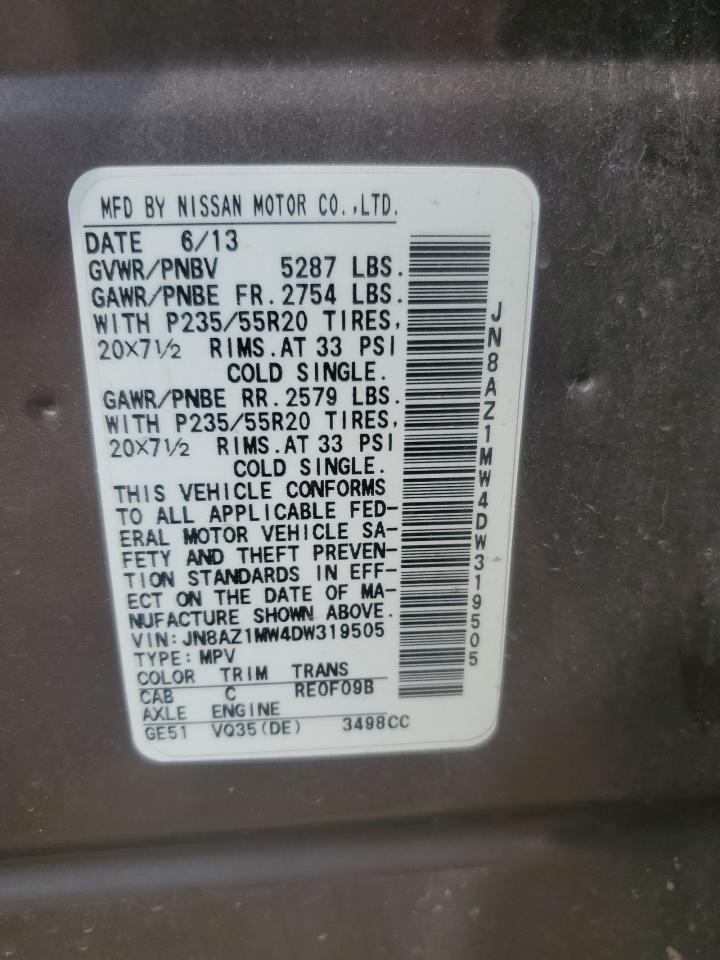 MFD BY NISSAN MOTOR CO.,LTD.
DATE 6/13
GVWR/PNBV 5287 LBS.
GAWR/PNBE FR.2754 LBS.
WITH P235/55R20 TIRES,
20X7½ RIMS.AT 33 PSI
COLD SINGLE.
GAWR/PNBE RR.2579 LBS.
WITH P235/55R20 TIRES,
20X7½ RIMS.AT 33 PSI
COLD SINGLE.
THIS VEHICLE CONFORMS
TO ALL APPLICABLE FED-
ERAL MOTOR VEHICLE SA-
FETY AND THEFT PREVEN-
TION STANDARDS IN EFF-
ECT ON THE DATE OF MA-
NUFACTURE SHOWN ABOVE.
VIN:JN8AZ1MW4DW319505
TYPE:MPV
COLOR TRIM TRANS
CAB C RE0F09B
AXLE ENGINE
GE51 VQ35(DE) 3498CC
JN8AZ1MW4DW319505